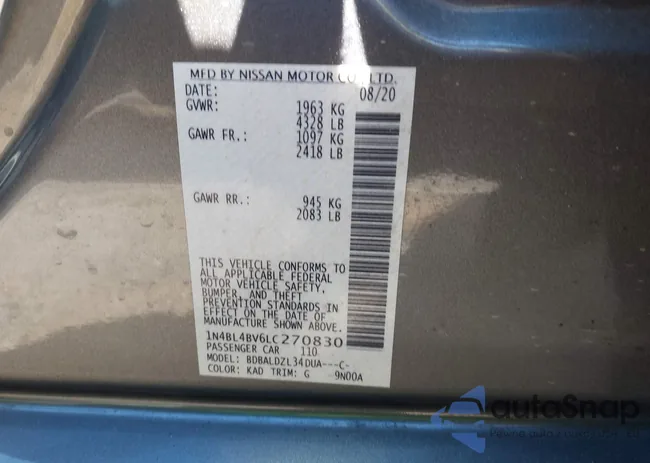 MFD BY NISSAN MOTOR CO., LTD.
DATE: 08/20
GVWR: 1963 KG
4328 LB
GAWR FR.: 1097 KG
2418 LB
GAWR RR.: 945 KG
2083 LB
THIS VEHICLE CONFORMS TO
ALL APPLICABLE FEDERAL
MOTOR VEHICLE SAFETY,
BUMPER, AND THEFT
PREVENTION STANDARDS IN
EFFECT ON THE DATE OF
MANUFACTURE SHOWN ABOVE.
1N4BL4BV6LC270830
PASSENGER CAR 110
MODEL: BDBALDZL34DUA---C-
COLOR: KAD TRIM: G 9N00A
autoSnap